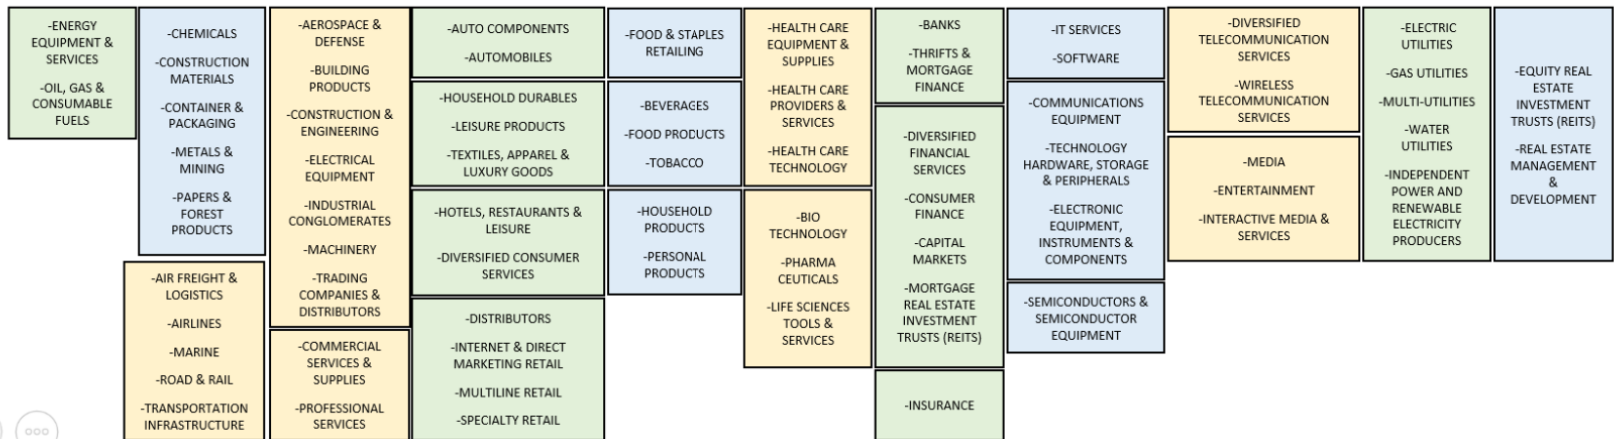 -ENERGY
EQUIPMENT &
SERVICES
-OIL, GAS &
CONSUMABLE
FUELS
-CHEMICALS
-CONSTRUCTION
MATERIALS
-CONTAINER &
PACKAGING
-METALS &
MINING
-PAPERS &
FOREST
PRODUCTS
-AIR FREIGHT &
LOGISTICS
-AIRLINES
-MARINE
-ROAD & RAIL
-TRANSPORTATION
INFRASTRUCTURE
-AEROSPACE &
DEFENSE
-BUILDING
PRODUCTS
-CONSTRUCTION &
ENGINEERING
-ELECTRICAL
EQUIPMENT
-INDUSTRIAL
CONGLOMERATES
-MACHINERY
-TRADING
COMPANIES &
DISTRIBUTORS
-COMMERCIAL
SERVICES &
SUPPLIES
-PROFESSIONAL
SERVICES
-AUTO COMPONENTS
-AUTOMOBILES
-HOUSEHOLD DURABLES
-LEISURE PRODUCTS
-TEXTILES, APPAREL &
LUXURY GOODS
-HOTELS, RESTAURANTS &
LEISURE
-DIVERSIFIED CONSUMER
SERVICES
-DISTRIBUTORS
-INTERNET & DIRECT
MARKETING RETAIL
-MULTILINE RETAIL
-SPECIALTY RETAIL
-FOOD & STAPLES
RETAILING
-BEVERAGES
-FOOD PRODUCTS
-TOBACCO
-HOUSEHOLD
PRODUCTS
-PERSONAL
PRODUCTS
-HEALTH CARE
EQUIPMENT &
SUPPLIES
-HEALTH CARE
PROVIDERS &
SERVICES
-HEALTH CARE
TECHNOLOGY
-BIO
TECHNOLOGY
-PHARMA
CEUTICALS
-LIFE SCIENCES
TOOLS &
SERVICES
-BANKS
-THRIFTS &
MORTGAGE
FINANCE
-DIVERSIFIED
FINANCIAL
SERVICES
-CONSUMER
FINANCE
-CAPITAL
MARKETS
-MORTGAGE
REAL ESTATE
INVESTMENT
TRUSTS (REITS)
-INSURANCE
-IT SERVICES
-SOFTWARE
-COMMUNICATIONS
EQUIPMENT
-TECHNOLOGY
HARDWARE, STORAGE
& PERIPHERALS
-ELECTRONIC
EQUIPMENT,
INSTRUMENTS &
COMPONENTS
-SEMICONDUCTORS &
SEMICONDUCTOR
EQUIPMENT
-DIVERSIFIED
TELECOMMUNICATION
SERVICES
-WIRELESS
TELECOMMUNICATION
SERVICES
-MEDIA
-ENTERTAINMENT
-INTERACTIVE MEDIA &
SERVICES
-ELECTRIC
UTILITIES
-GAS UTILITIES
-MULTI-UTILITIES
-WATER
UTILITIES
-INDEPENDENT
POWER AND
RENEWABLE
ELECTRICITY
PRODUCERS
-EQUITY REAL
ESTATE
INVESTMENT
TRUSTS (REITS)
-REAL ESTATE
MANAGEMENT
&
DEVELOPMENT